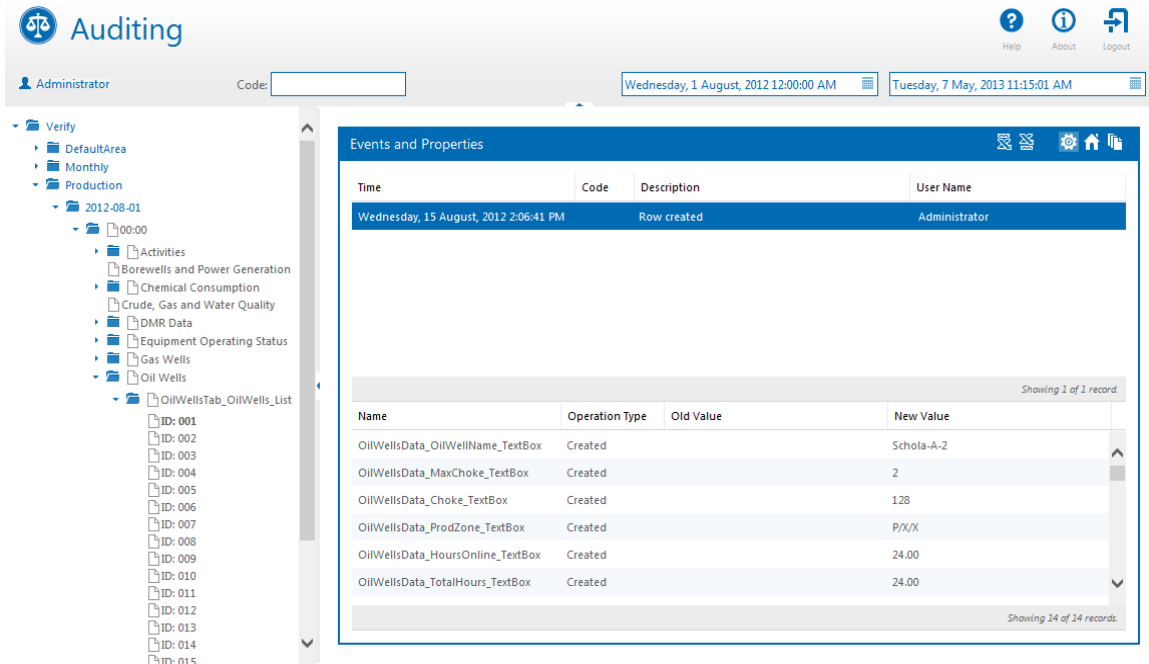 Auditing
Help About Logout
Administrator Code: Wednesday, 1 August, 2012 12:00:00 AM Tuesday, 7 May, 2013 11:15:01 AM
Verify
DefaultArea
Monthly
Production
2012-08-01
00:00
Activities
Borewells and Power Generation
Chemical Consumption
Crude, Gas and Water Quality
DMR Data
Equipment Operating Status
Gas Wells
Oil Wells
OilWellsTab_OilWells_List
ID: 001
ID: 002
ID: 003
ID: 004
ID: 005
ID: 006
ID: 007
ID: 008
ID: 009
ID: 010
ID: 011
ID: 012
ID: 013
ID: 014
ID: 015
Events and Properties
Time Code Description User Name
Wednesday, 15 August, 2012 2:06:41 PM Row created Administrator
Showing 1 of 1 record.
Name Operation Type Old Value New Value
OilWellsData_OilWellName_TextBox Created Schola-A-2
OilWellsData_MaxChoke_TextBox Created 2
OilWellsData_Choke_TextBox Created 128
OilWellsData_ProdZone_TextBox Created P/X/X
OilWellsData_HoursOnline_TextBox Created 24.00
OilWellsData_TotalHours_TextBox Created 24.00
Showing 14 of 14 records.